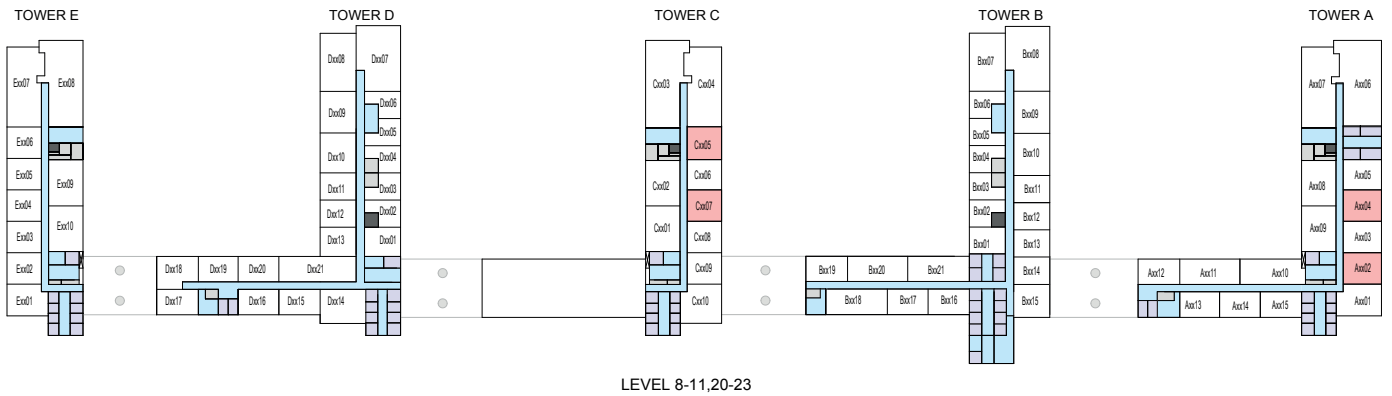 TOWER E
TOWER D
TOWER C
TOWER B
TOWER A
Exx07
Exx08
Exx06
Exx05
Exx09
Exx04
Exx03
Exx10
Exx02
Exx01
Dxx08
Dxx07
Dxx09
Dxx06
Dxx05
Dxx10
Dxx04
Dxx11
Dxx03
Dxx12
Dxx02
Dxx13
Dxx01
Dxx18
Dxx19
Dxx20
Dxx21
Dxx17
Dxx16
Dxx15
Dxx14
Cxx03
Cxx04
Cxx05
Cxx02
Cxx06
Cxx07
Cxx01
Cxx08
Cxx09
Cxx10
Bxx07
Bxx08
Bxx06
Bxx09
Bxx05
Bxx04
Bxx10
Bxx03
Bxx11
Bxx02
Bxx12
Bxx01
Bxx13
Bxx19
Bxx20
Bxx21
Bxx14
Bxx18
Bxx17
Bxx16
Bxx15
Axx07
Axx06
Axx05
Axx08
Axx04
Axx09
Axx03
Axx12
Axx11
Axx10
Axx02
Axx13
Axx14
Axx15
Axx01
LEVEL 8-11,20-23